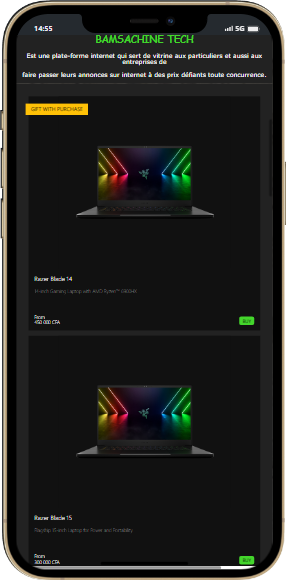 14:55
5G
BAMSACHINE TECH
Est une plate-forme internet qui sert de vitrine aux particuliers et aussi aux
entreprises de
faire passer leurs annonces sur internet à des prix défiants toute concurrence.
GIFT WITH PURCHASE
Razer Blade 14
14-inch Gaming Laptop with AMD Ryzen™
From
450 000 CFA
BUY
Razer Blade 15
Flagship 15-inch Laptop for Power and Portability.
From
380 000 CFA
BUY